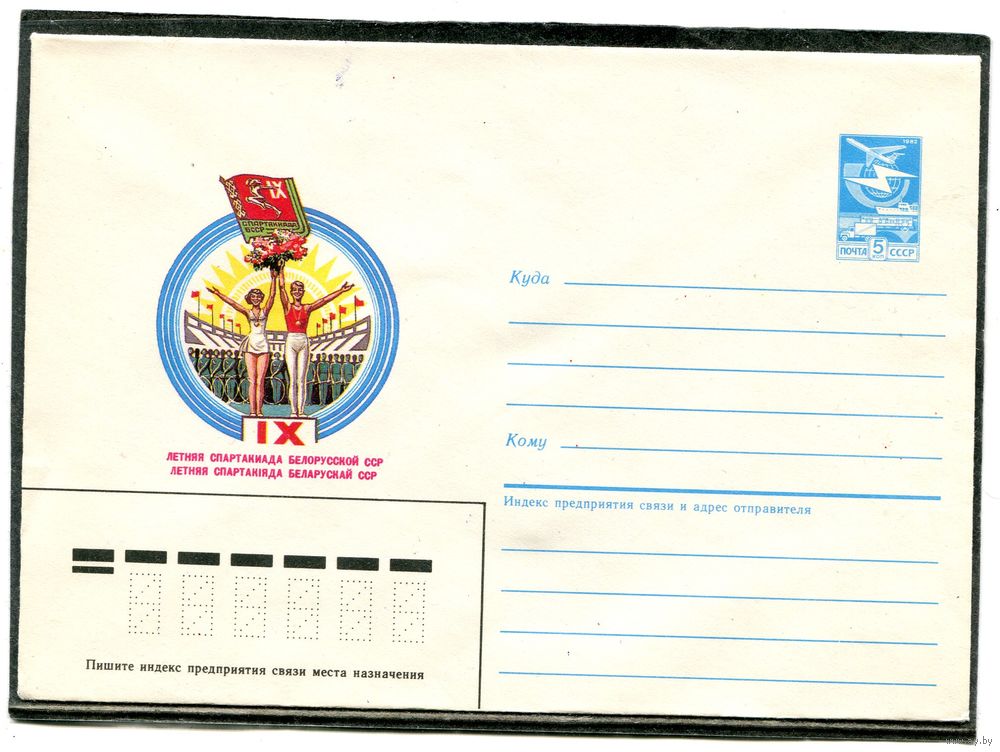 1982
ПОЧТА 5 КОП СССР
IX
СПАРТАКИАДА
БССР
IX
ЛЕТНЯЯ СПАРТАКИАДА БЕЛОРУССКОЙ ССР
ЛЕТНЯЯ СПАРТАКІЯДА БЕЛАРУСКАЙ ССР
Куда
Кому
Индекс предприятия связи и адрес отправителя
Пишите индекс предприятия связи места назначения